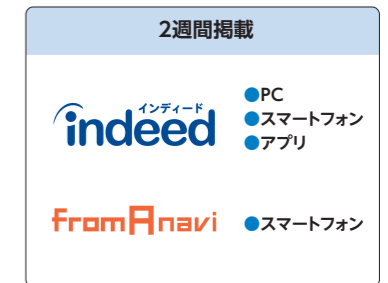 2週間掲載
インディード
indeed
●PC
●スマートフォン
●アプリ
fromAnavi
●スマートフォン